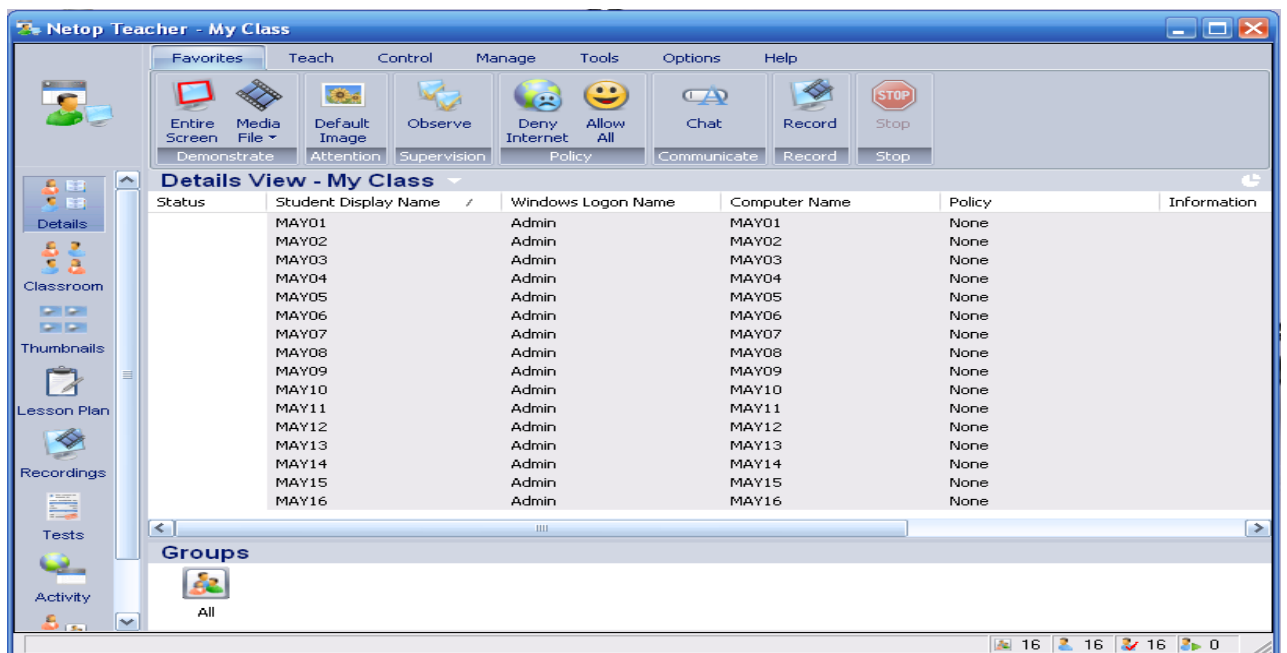 Netop Teacher - My Class
Favorites Teach Control Manage Tools Options Help
Entire Screen Media File Default Image Observe Deny Internet Allow All Chat Record STOP Stop
Demonstrate Attention Supervision Policy Communicate Record Stop
Details View - My Class
Status Student Display Name Windows Logon Name Computer Name Policy Information
MAY01 Admin MAY01 None
MAY02 Admin MAY02 None
MAY03 Admin MAY03 None
MAY04 Admin MAY04 None
MAY05 Admin MAY05 None
MAY06 Admin MAY06 None
MAY07 Admin MAY07 None
MAY08 Admin MAY08 None
MAY09 Admin MAY09 None
MAY10 Admin MAY10 None
MAY11 Admin MAY11 None
MAY12 Admin MAY12 None
MAY13 Admin MAY13 None
MAY14 Admin MAY14 None
MAY15 Admin MAY15 None
MAY16 Admin MAY16 None
Details
Classroom
Thumbnails
Lesson Plan
Recordings
Tests
Activity
Groups
All
16 16 16 0